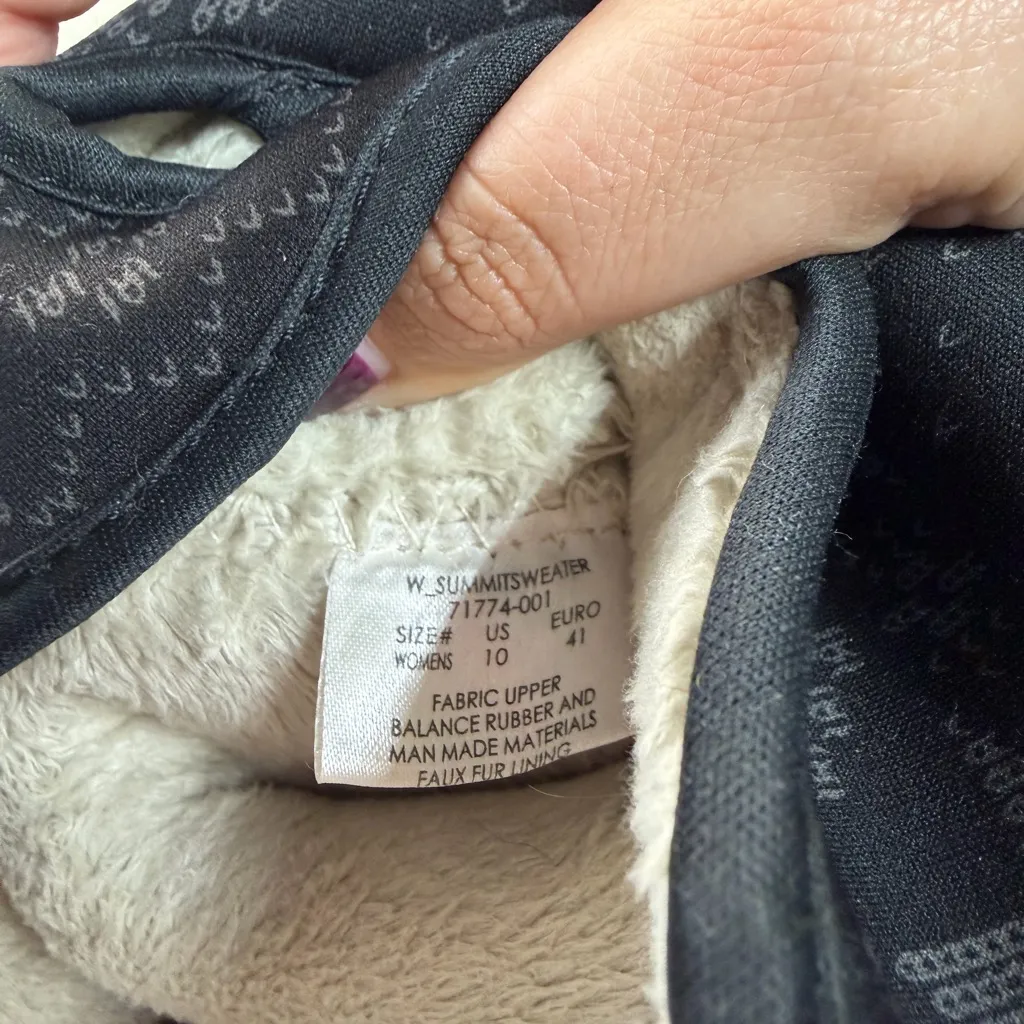 W_SUMMITSWEATER
71774-001
SIZE# US EURO
WOMENS 10 41
FABRIC UPPER
BALANCE RUBBER AND
MAN MADE MATERIALS
FAUX FUR LINING